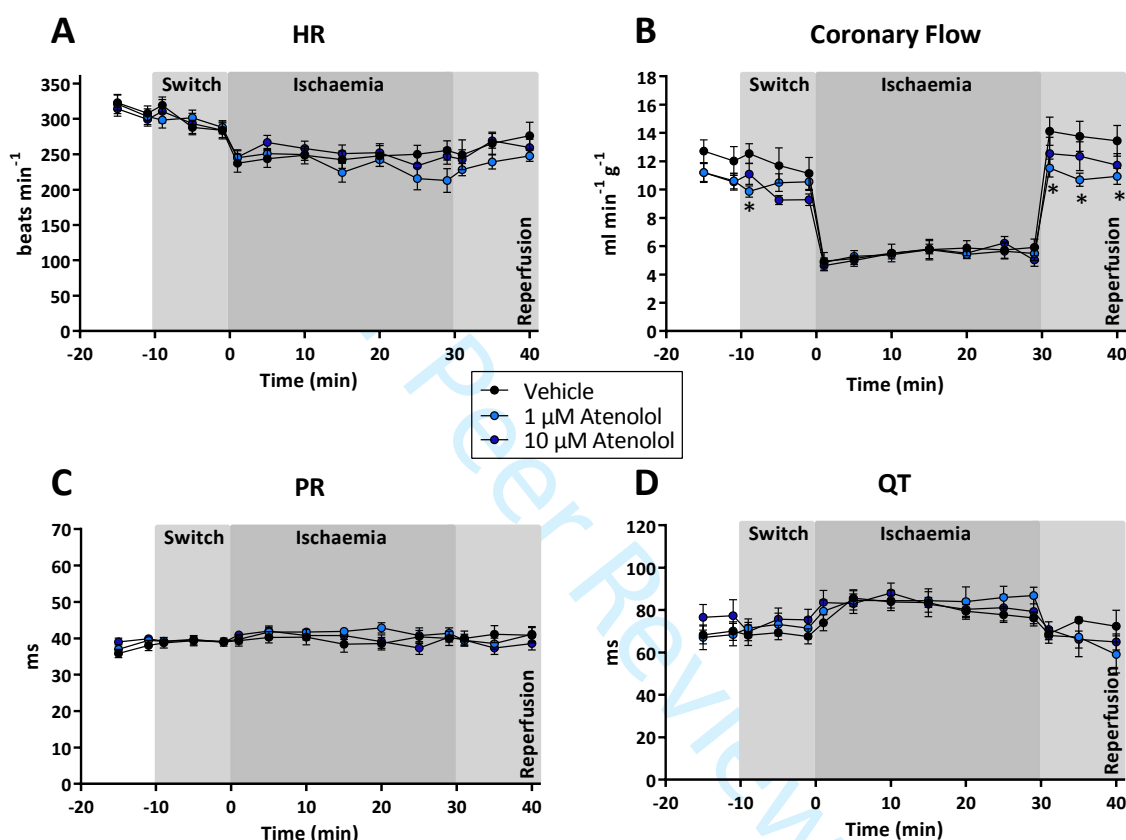 A
HR
Switch
Ischaemia
Reperfusion
beats min⁻¹
350
300
250
200
150
100
50
0
-20
-10
0
10
20
30
40
Time (min)
B
Coronary Flow
Switch
Ischaemia
Reperfusion
ml min⁻¹ g⁻¹
18
16
14
12
10
8
6
4
2
0
*
*
*
*
-20
-10
0
10
20
30
40
Time (min)
Vehicle
1 µM Atenolol
10 µM Atenolol
C
PR
Switch
Ischaemia
Reperfusion
ms
70
60
50
40
30
20
10
0
-20
-10
0
10
20
30
40
Time (min)
D
QT
Switch
Ischaemia
Reperfusion
ms
120
100
80
60
40
20
0
-20
-10
0
10
20
30
40
Time (min)
Peer Review